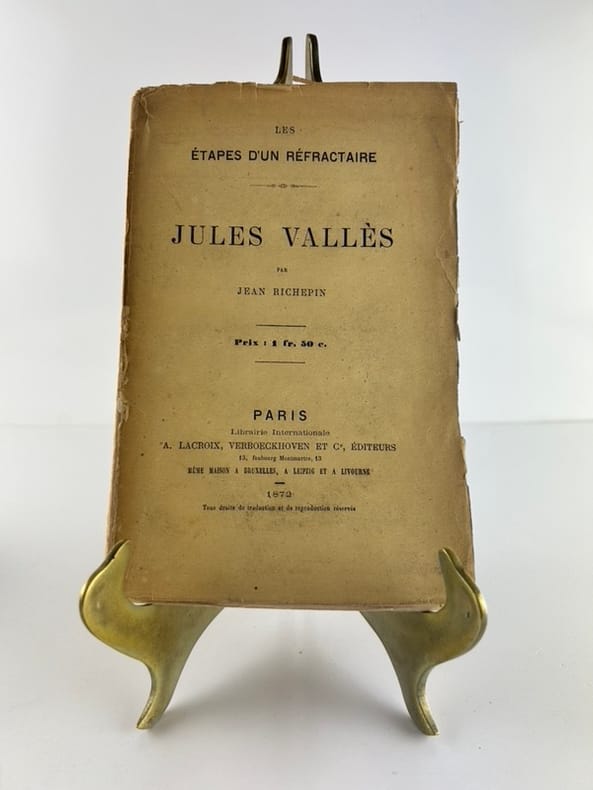 LES
ÉTAPES D'UN RÉFRACTAIRE
JULES VALLÈS
PAR
JEAN RICHEPIN
Prix : 1 fr. 50 c.
PARIS
Librairie Internationale
A. LACROIX, VERBOECKHOVEN ET Cᵉ, ÉDITEURS
13, faubourg Montmartre, 13
MÊME MAISON A BRUXELLES, A LEIPZIG ET A LIVOURNE
1872
Tous droits de traduction et de reproduction réservés